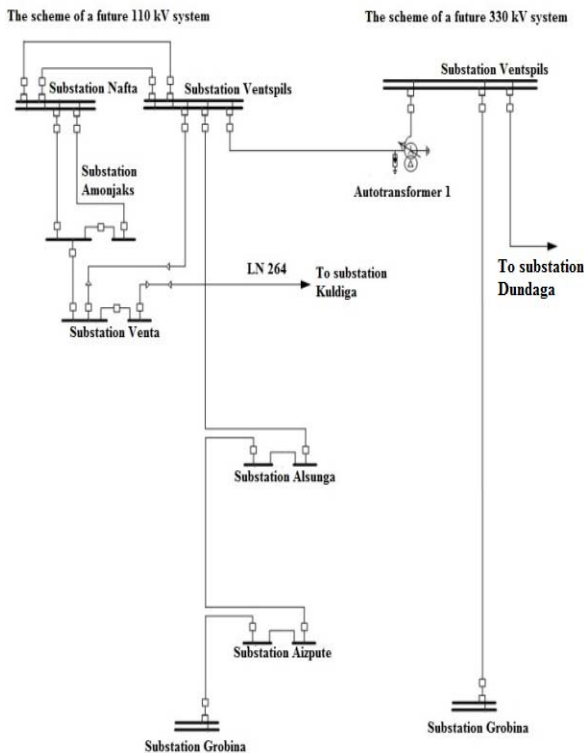 The scheme of a future 110 kV system
The scheme of a future 330 kV system
Substation Nafta
Substation Ventspils
Substation Ventspils
Substation
Amonjaks
Autotransformer 1
LN 264
To substation
Kuldiga
To substation
Dundaga
Substation Venta
Substation Alsunga
Substation Aizpute
Substation Grobina
Substation Grobina